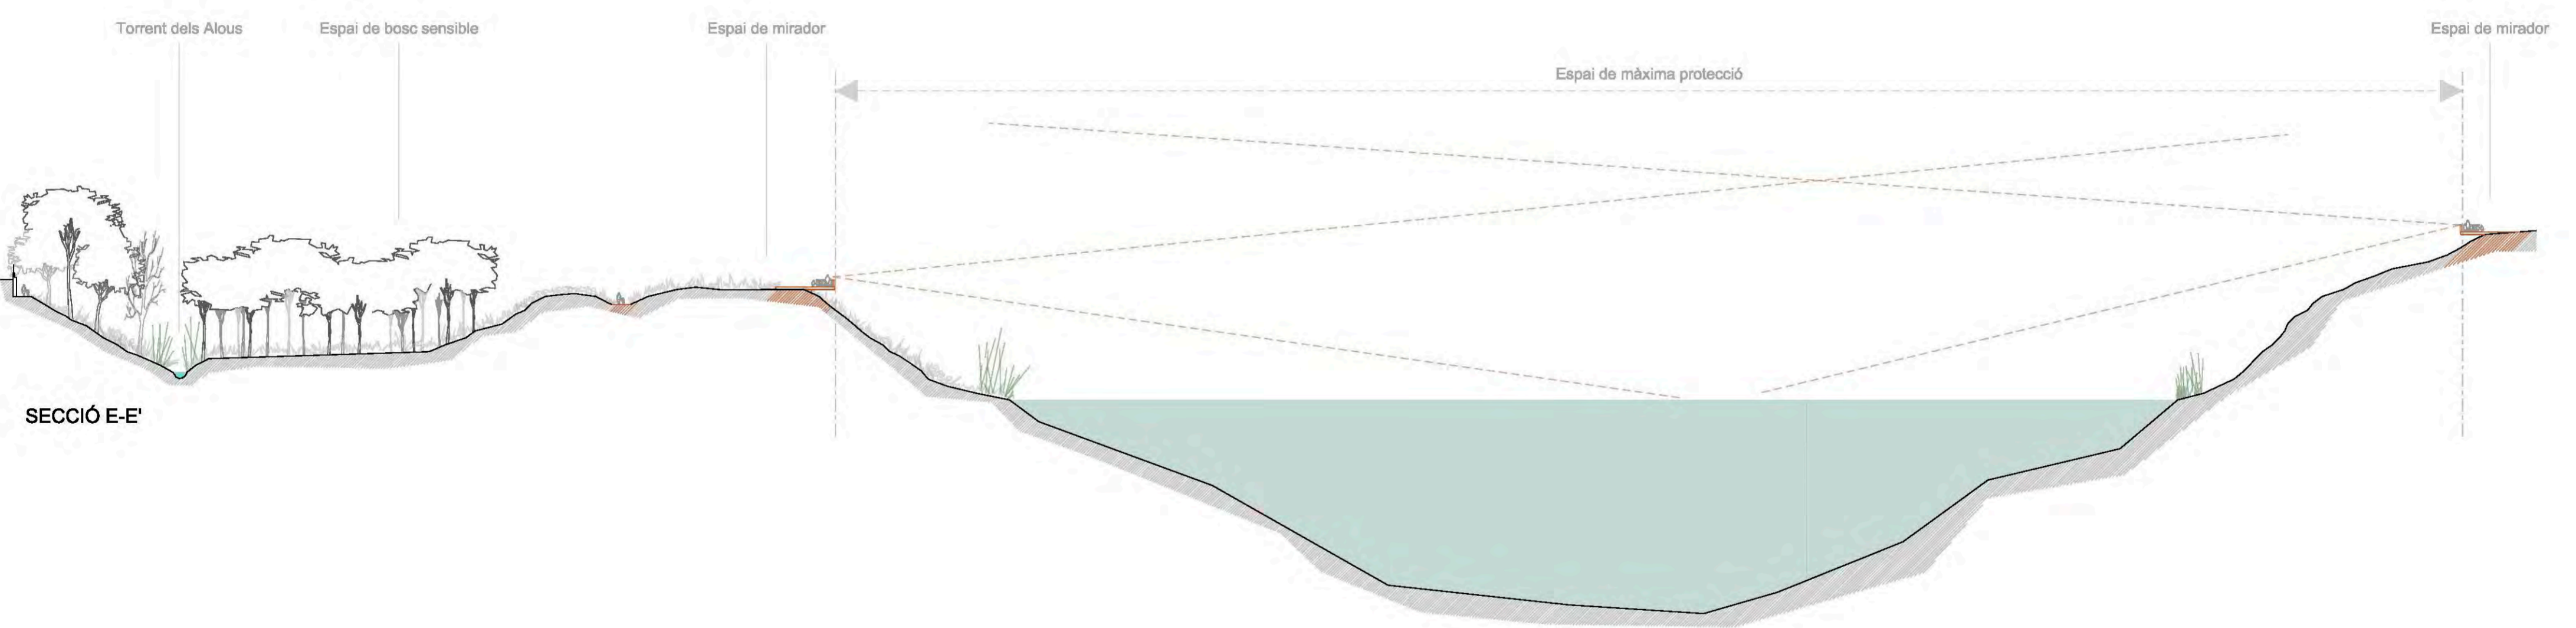 Torrent dels Alous
Espai de bosc sensible
Espai de mirador
Espai de mirador
Espai de màxima protecció
SECCIÓ E-E'